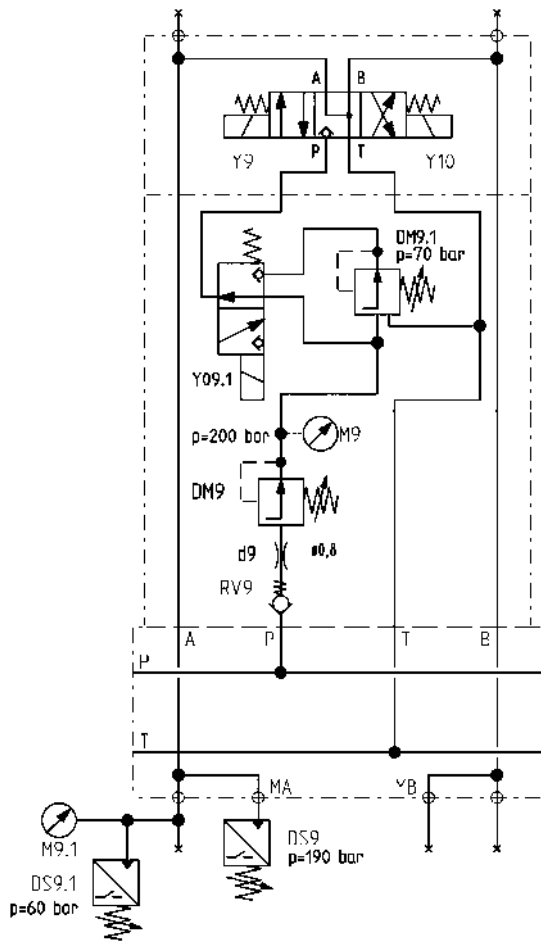 A B
P T
Y9 Y10
DM9.1
p=70 bar
Y09.1
p=200 bar M9
DM9
d9 ø0,8
RV9
A P T B
P
T
MA
M9.1
DS9
p=190 bar
DS9.1
p=60 bar